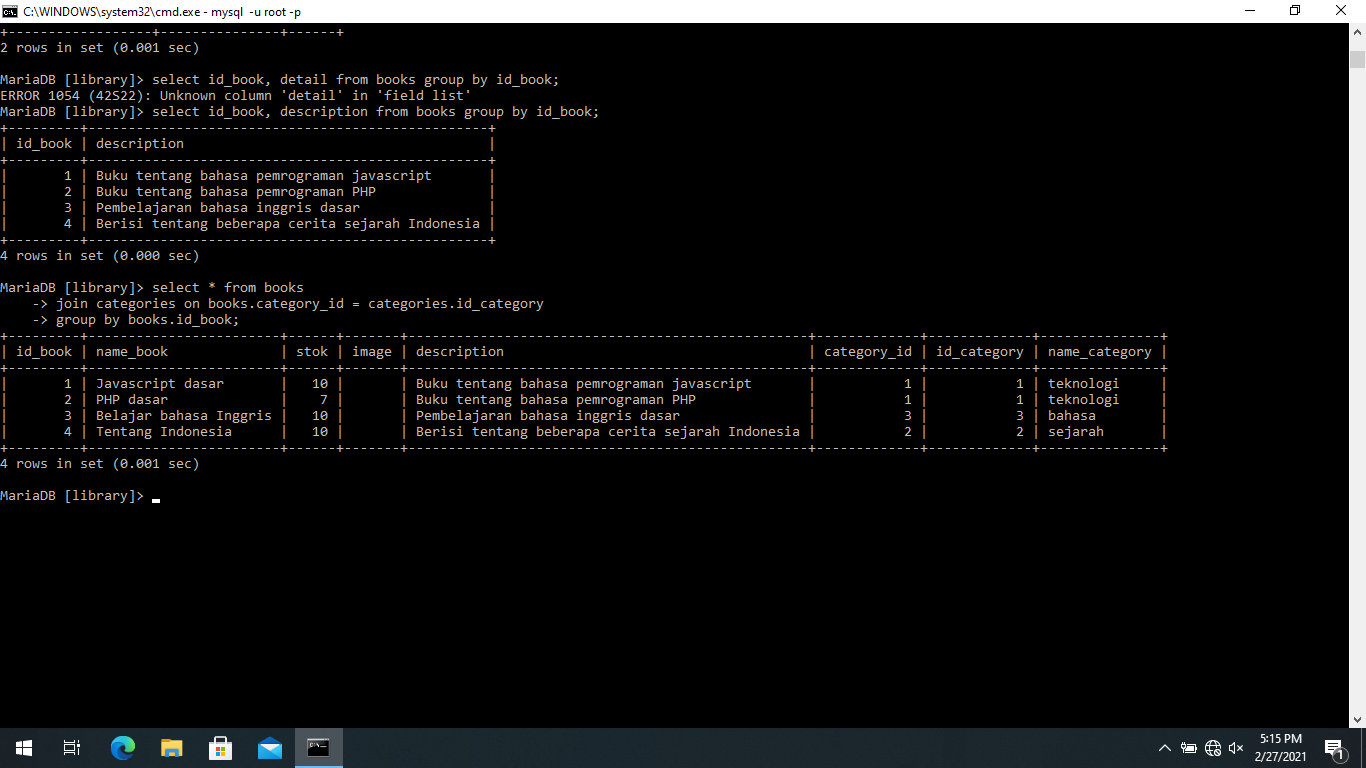 C:\WINDOWS\system32\cmd.exe - mysql  -u root -p
+------------------+---------------+------+
2 rows in set (0.001 sec)
MariaDB [library]> select id_book, detail from books group by id_book;
ERROR 1054 (42S22): Unknown column 'detail' in 'field list'
MariaDB [library]> select id_book, description from books group by id_book;
+---------+--------------------------------------------------+
| id_book | description                                      |
+---------+--------------------------------------------------+
|       1 | Buku tentang bahasa pemrograman javascript       |
|       2 | Buku tentang bahasa pemrograman PHP              |
|       3 | Pembelajaran bahasa inggris dasar                |
|       4 | Berisi tentang beberapa cerita sejarah Indonesia |
+---------+--------------------------------------------------+
4 rows in set (0.000 sec)
MariaDB [library]> select * from books
    -> join categories on books.category_id = categories.id_category
    -> group by books.id_book;
+---------+------------------------+------+-------+--------------------------------------------------+-------------+-------------+---------------+
| id_book | name_book              | stok | image | description                                      | category_id | id_category | name_category |
+---------+------------------------+------+-------+--------------------------------------------------+-------------+-------------+---------------+
|       1 | Javascript dasar       |   10 |       | Buku tentang bahasa pemrograman javascript       |           1 |           1 | teknologi     |
|       2 | PHP dasar              |    7 |       | Buku tentang bahasa pemrograman PHP              |           1 |           1 | teknologi     |
|       3 | Belajar bahasa Inggris |   10 |       | Pembelajaran bahasa inggris dasar                |           3 |           3 | bahasa        |
|       4 | Tentang Indonesia      |   10 |       | Berisi tentang beberapa cerita sejarah Indonesia |           2 |           2 | sejarah       |
+---------+------------------------+------+-------+--------------------------------------------------+-------------+-------------+---------------+
4 rows in set (0.001 sec)
MariaDB [library]>
5:15 PM
2/27/2021
1